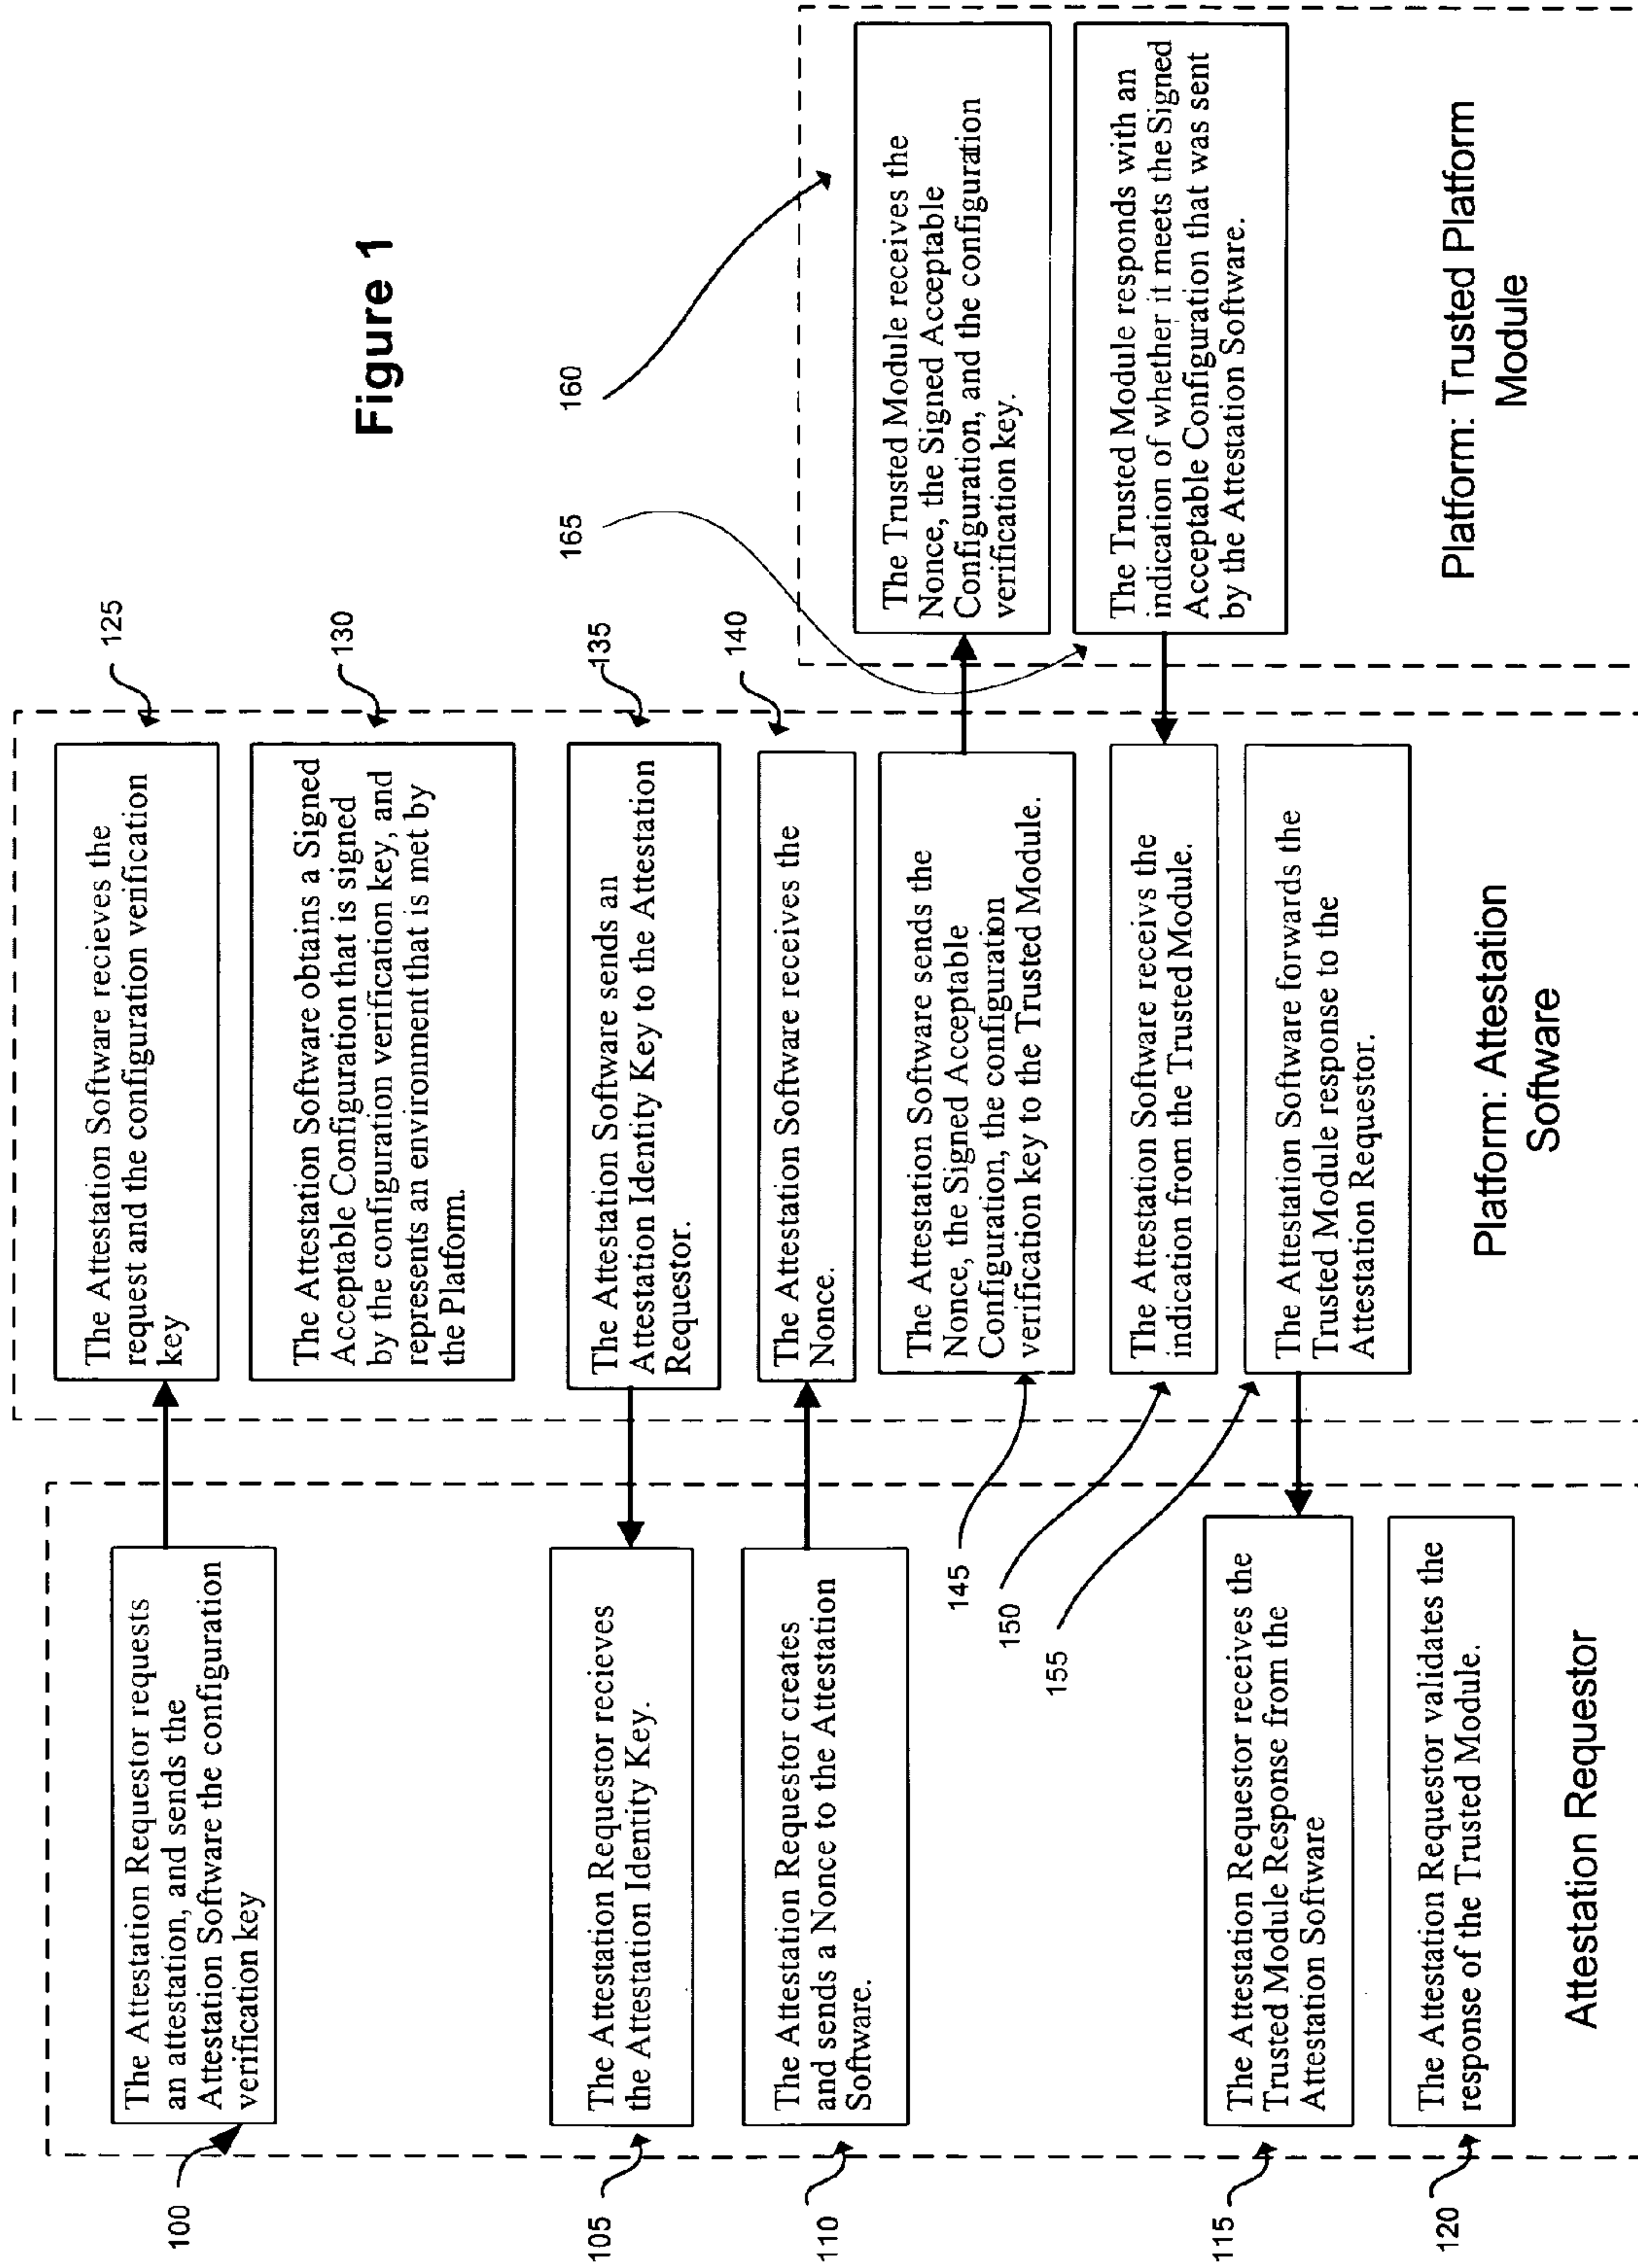 Figure 1
100
The Attestation Requestor requests
an attestation, and sends the
Attestation Software the configuration
verification key
105
The Attestation Requestor recieves
the Attestation Identity Key.
110
The Attestation Requestor creates
and sends a Nonce to the Attestation
Software.
115
The Attestation Requestor receives the
Trusted Module Response from the
Attestation Software
120
The Attestation Requestor validates the
response of the Trusted Module.
Attestation Requestor
125
The Attestation Software recieves the
request and the configuration verification
key
130
The Attestation Software obtains a Signed
Acceptable Configuration that is signed
by the configuration verification key, and
represents an environment that is met by
the Platform.
135
The Attestation Software sends an
Attestation Identity Key to the Attestation
Requestor.
140
The Attestation Software receives the
Nonce.
145
The Attestation Software sends the
Nonce, the Signed Acceptable
Configuration, the configuration
verification key to the Trusted Module.
150
The Attestation Software receivs the
indication from the Trusted Module.
155
The Attestation Software forwards the
Trusted Module response to the
Attestation Requestor.
Platform: Attestation
Software
160
The Trusted Module receives the
Nonce, the Signed Acceptable
Configuration, and the configuration
verification key.
165
The Trusted Module responds with an
indication of whether it meets the Signed
Acceptable Configuration that was sent
by the Attestation Software.
Platform: Trusted Platform
Module